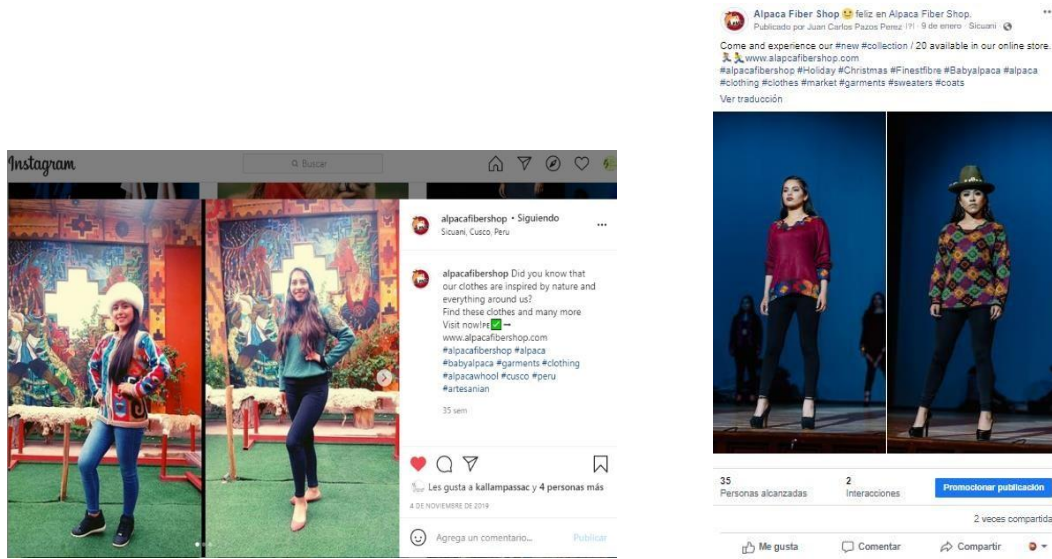 Instagram
Buscar
alpacafibershop • Siguiendo
Sicuani, Cusco, Peru
alpacafibershop Did you know that
our clothes are inspired by nature and
everything around us?
Find these clothes and many more
Visit now!PE✅➞
www.alpacafibershop.com
#alpacafibershop #alpaca
#babyalpaca #garments #clothing
#alpacawhool #cusco #peru
#artesanian
35 sem
Les gusta a kallampassac y 4 personas más
4 DE NOVIEMBRE DE 2019
Agrega un comentario...
Publicar
Alpaca Fiber Shop 😉 feliz en Alpaca Fiber Shop.
Publicado por Juan Carlos Pazos Perez [?] · 9 de enero · Sicuani
Come and experience our #new #collection / 20 available in our online store.
www.alapcafibershop.com
#alpacafibershop #Holiday #Christmas #Finestfibre #Babyalpaca #alpaca
#clothing #clothes #market #garments #sweaters #coats
Ver traducción
35
Personas alcanzadas
2
Interacciones
Promocionar publicación
2 veces compartida
Me gusta
Comentar
Compartir